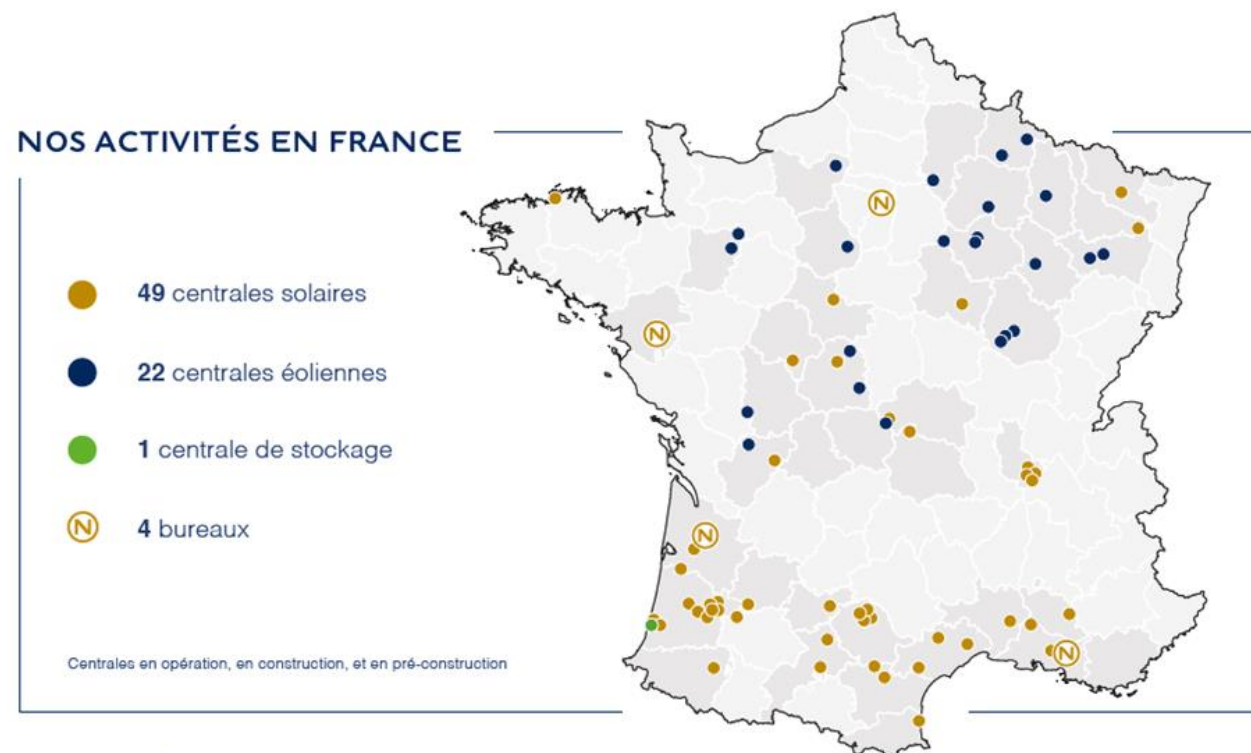 NOS ACTIVITÉS EN FRANCE
49 centrales solaires
22 centrales éoliennes
1 centrale de stockage
N 4 bureaux
Centrales en opération, en construction, et en pré-construction
N
N
N
N